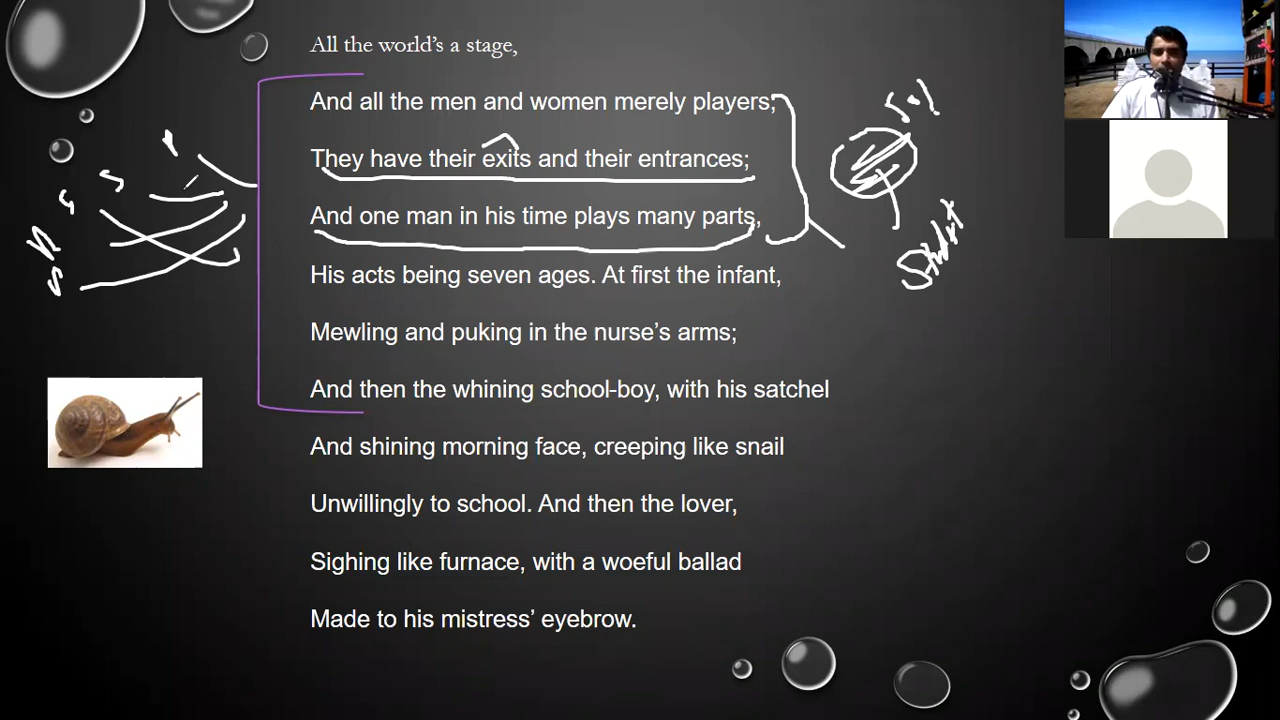 All the world's a stage,
And all the men and women merely players;
They have their exits and their entrances;
And one man in his time plays many parts,
His acts being seven ages. At first the infant,
Mewling and puking in the nurse's arms;
And then the whining school-boy, with his satchel
And shining morning face, creeping like snail
Unwillingly to school. And then the lover,
Sighing like furnace, with a woeful ballad
Made to his mistress' eyebrow.